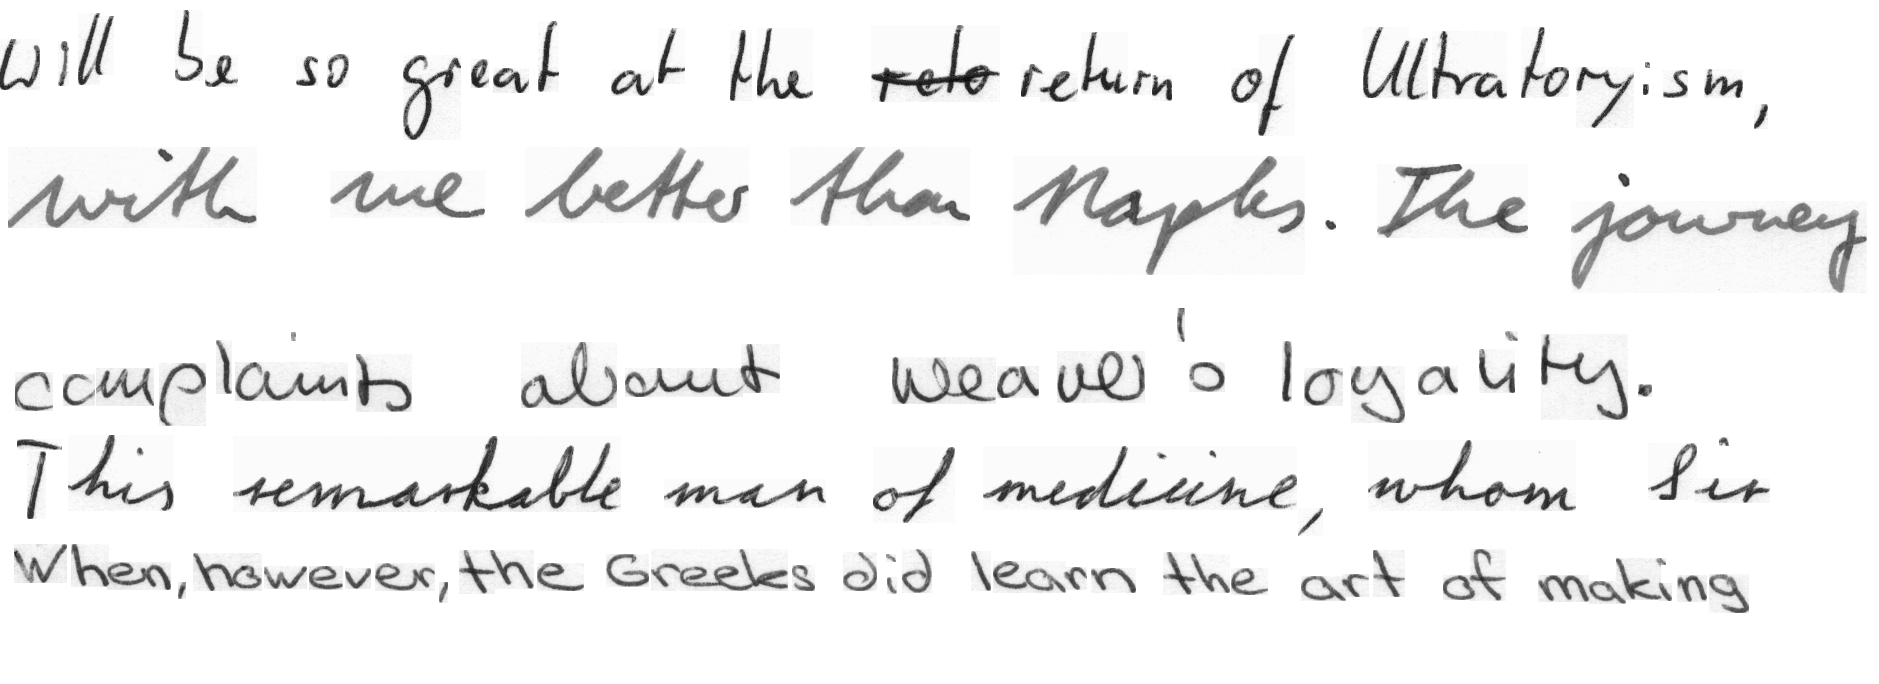 will be so great at the return of Ultratoryism,
with me better than Naples. The journey
complaints about Weaver's loyality.
This remarkable man of medicine, whom Sir
When, however, the Greeks did learn the art of making